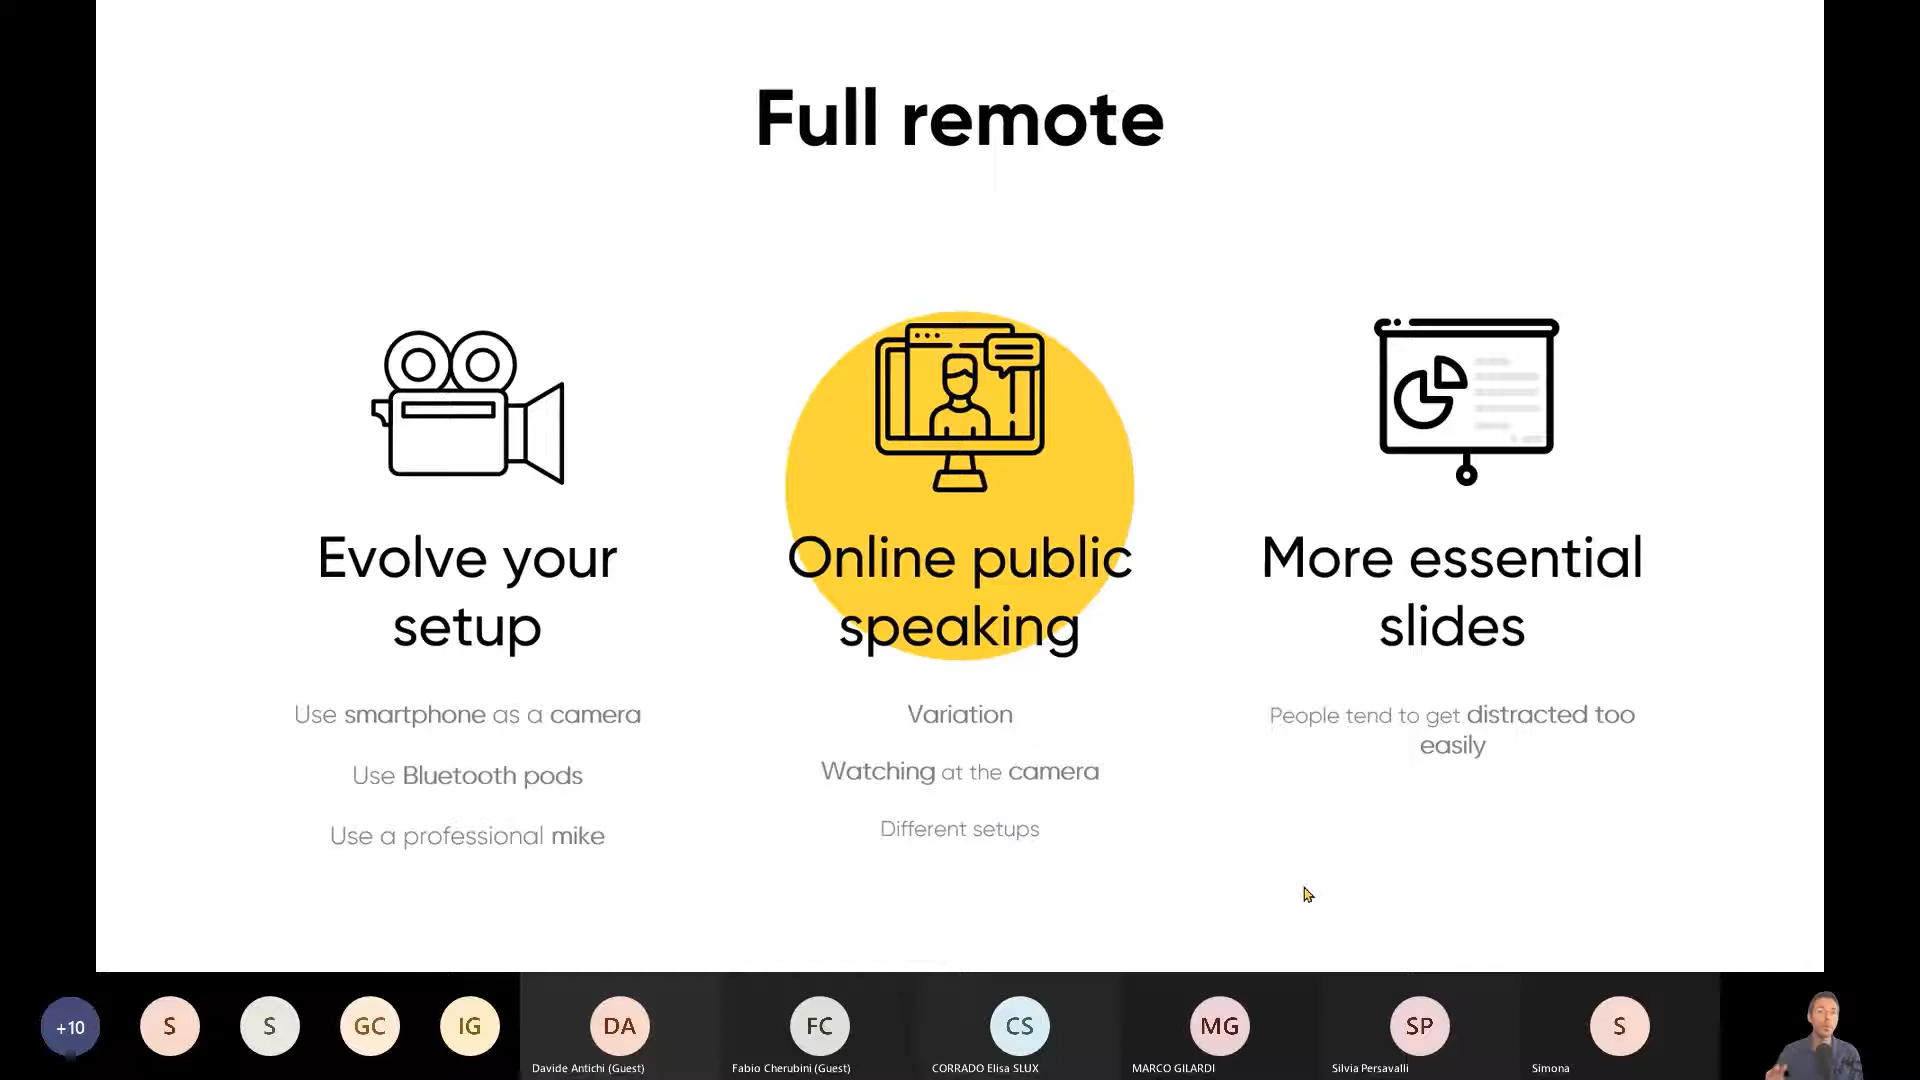 Full remote
Evolve your
setup
Use smartphone as a camera
Use Bluetooth pods
Use a professional mike
Online public
speaking
Variation
Watching at the camera
Different setups
More essential
slides
People tend to get distracted too
easily
+10
S
S
GC
IG
DA
Davide Antichi (Guest)
FC
Fabio Cherubini (Guest)
CS
CORRADO Elisa SLUX
MG
MARCO GILARDI
SP
Silvia Persavalli
S
Simona